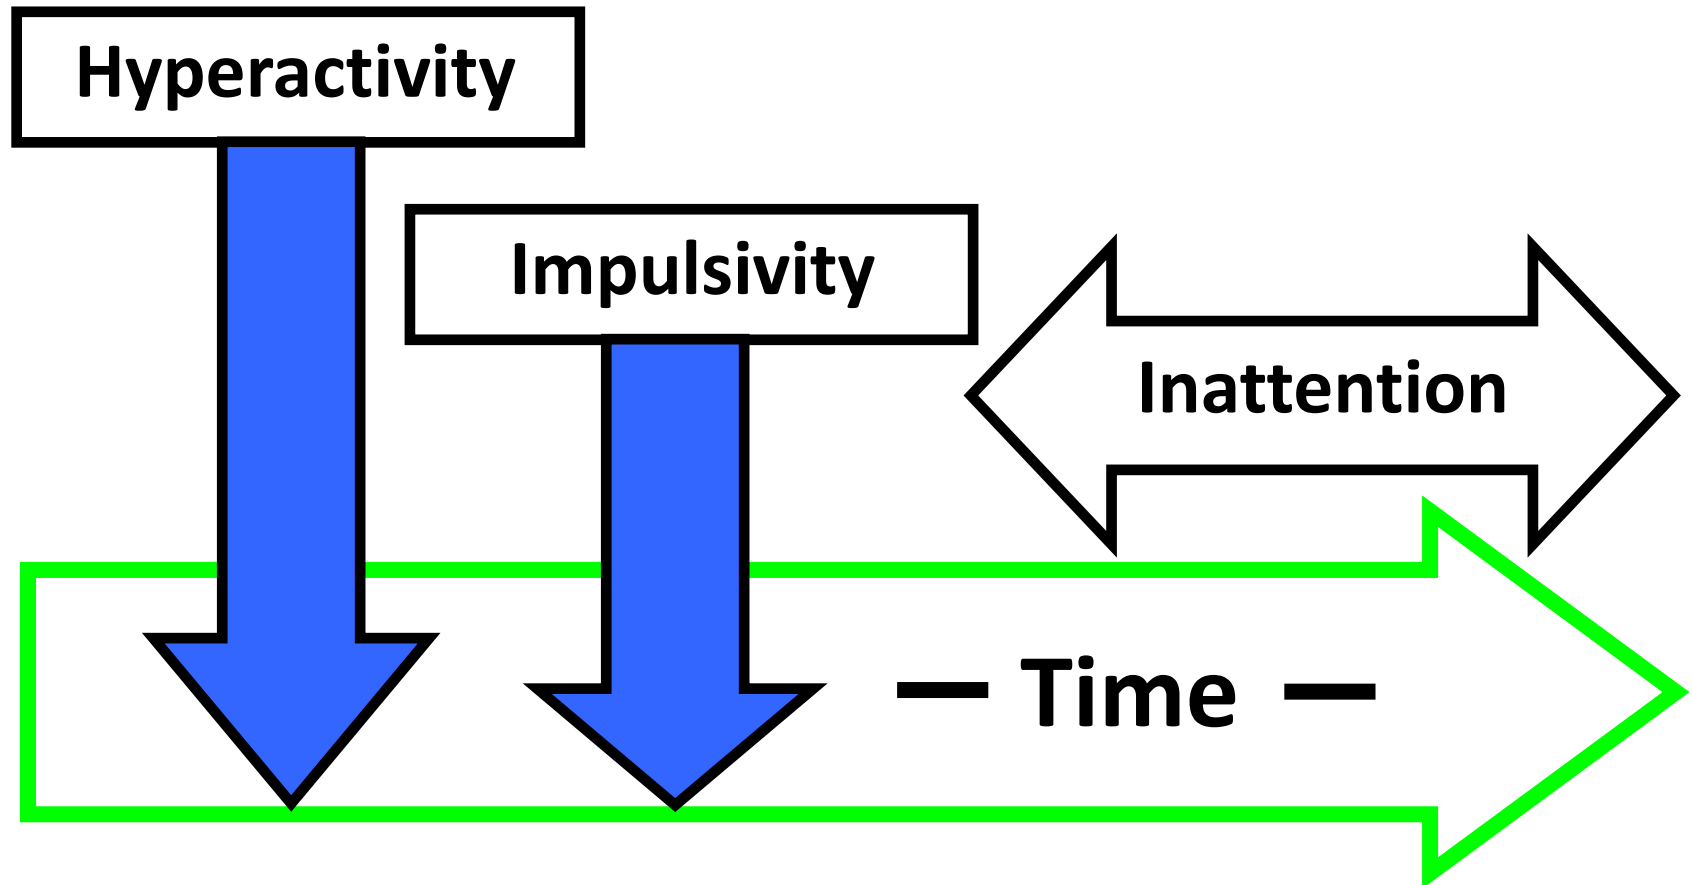 Hyperactivity
Impulsivity
Inattention
— Time —